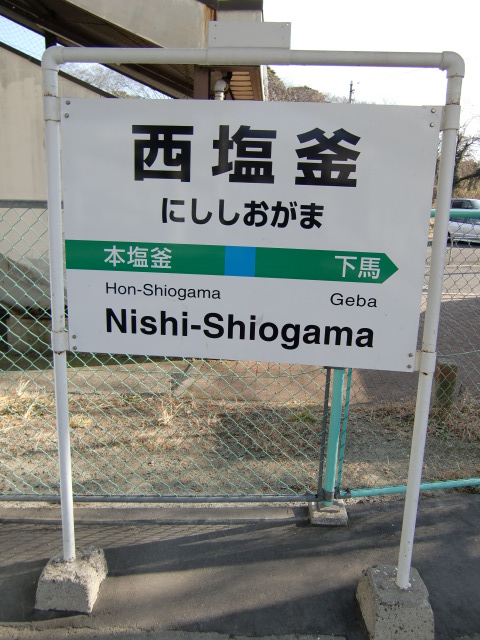 西塩釜
にししおがま
本塩釜 下馬
Hon-Shiogama Geba
Nishi-Shiogama